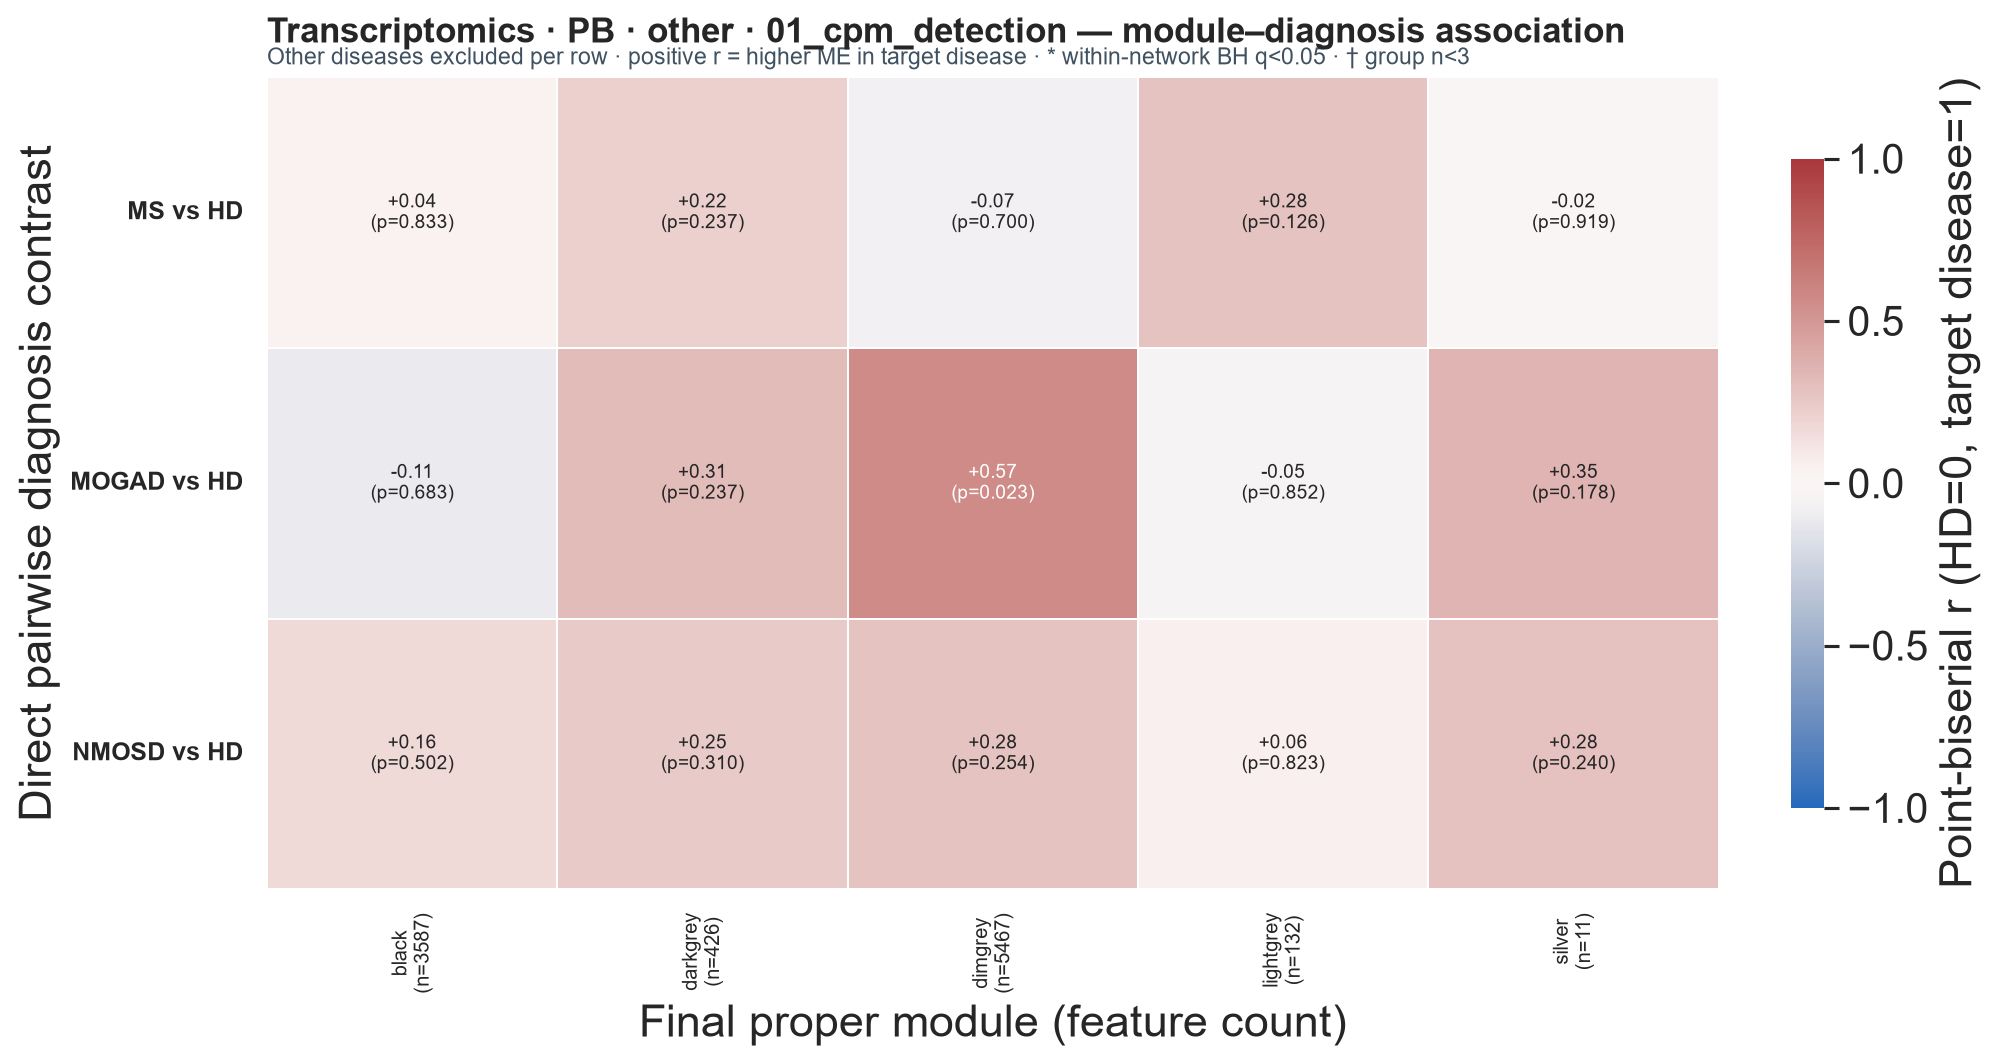 Transcriptomics · PB · other · 01_cpm_detection — module–diagnosis association
Other diseases excluded per row · positive r = higher ME in target disease · * within-network BH q<0.05 · † group n<3
Direct pairwise diagnosis contrast
MS vs HD
+0.04
(p=0.833)
+0.22
(p=0.237)
-0.07
(p=0.700)
+0.28
(p=0.126)
-0.02
(p=0.919)
MOGAD vs HD
-0.11
(p=0.683)
+0.31
(p=0.237)
+0.57
(p=0.023)
-0.05
(p=0.852)
+0.35
(p=0.178)
NMOSD vs HD
+0.16
(p=0.502)
+0.25
(p=0.310)
+0.28
(p=0.254)
+0.06
(p=0.823)
+0.28
(p=0.240)
black
(n=3587)
darkgrey
(n=426)
dimgrey
(n=5467)
lightgrey
(n=132)
silver
(n=11)
Final proper module (feature count)
1.0
0.5
0.0
−0.5
−1.0
Point-biserial r (HD=0, target disease=1)